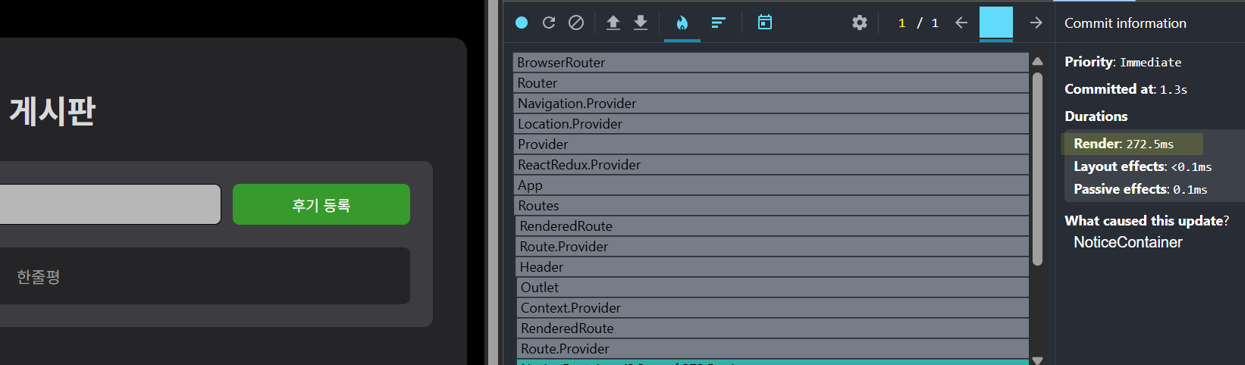 게시판
후기 등록
한줄평
1 / 1
BrowserRouter
Router
Navigation.Provider
Location.Provider
Provider
ReactRedux.Provider
App
Routes
RenderedRoute
Route.Provider
Header
Outlet
Context.Provider
RenderedRoute
Route.Provider
Commit information
Priority: Immediate
Committed at: 1.3s
Durations
Render: 272.5ms
Layout effects: <0.1ms
Passive effects: 0.1ms
What caused this update?
NoticeContainer